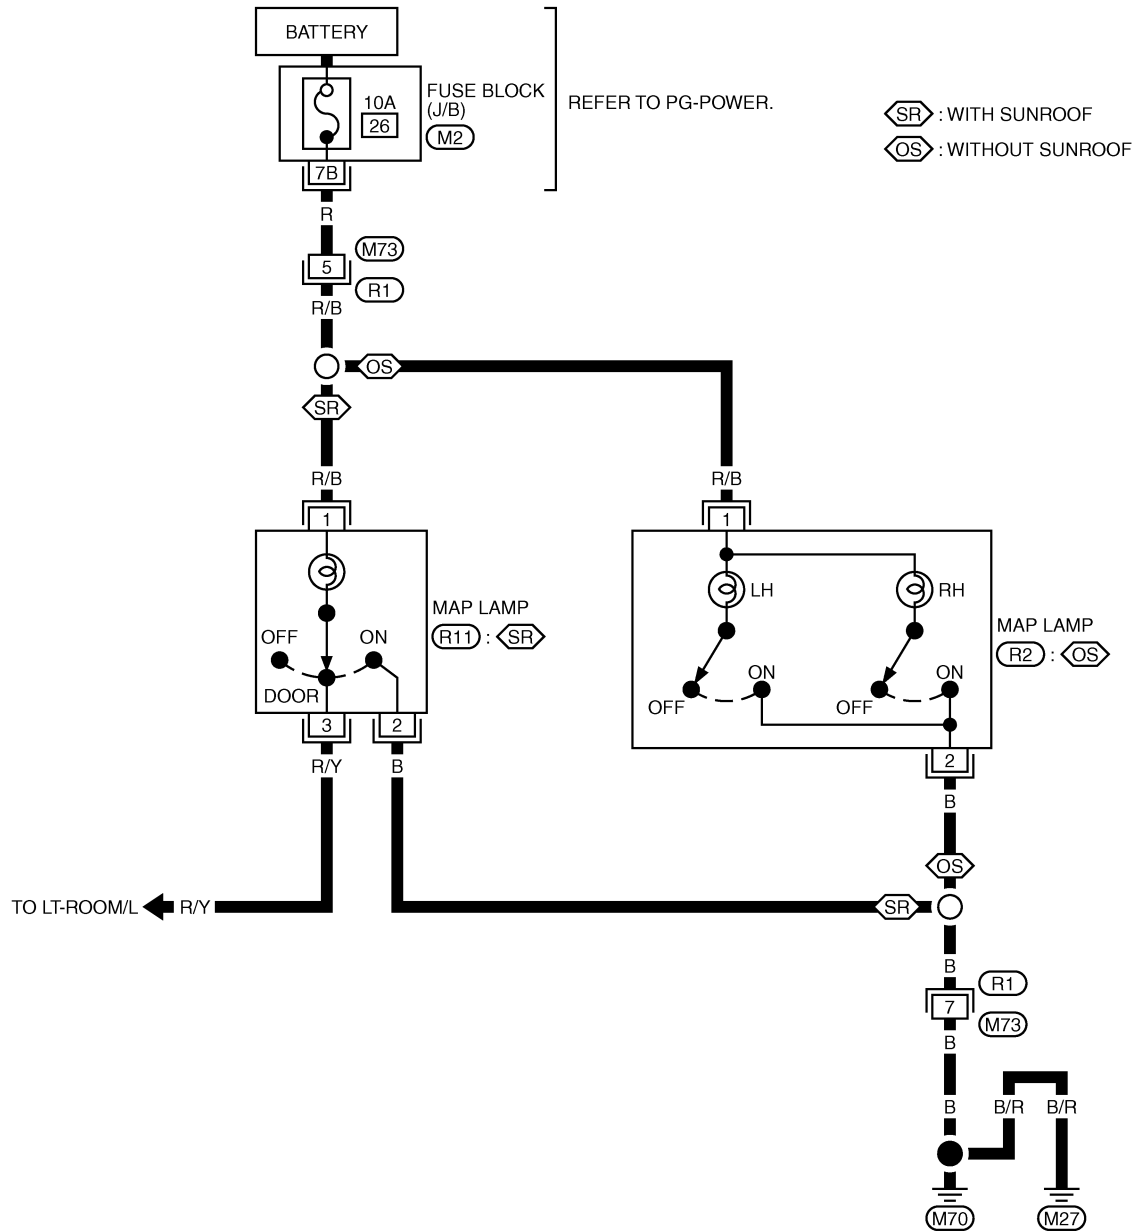 BATTERY
FUSE BLOCK
(J/B)
10A
26
M2
REFER TO PG-POWER.
SR : WITH SUNROOF
OS : WITHOUT SUNROOF
7B
R
M73
5
R1
R/B
OS
SR
R/B
R/B
1
1
LH
RH
MAP LAMP
R11 : SR
MAP LAMP
R2 : OS
OFF
ON
DOOR
ON
ON
OFF
OFF
3
2
R/Y
B
2
B
OS
TO LT-ROOM/L
R/Y
SR
B
R1
7
M73
B
B
B/R
B/R
M70
M27